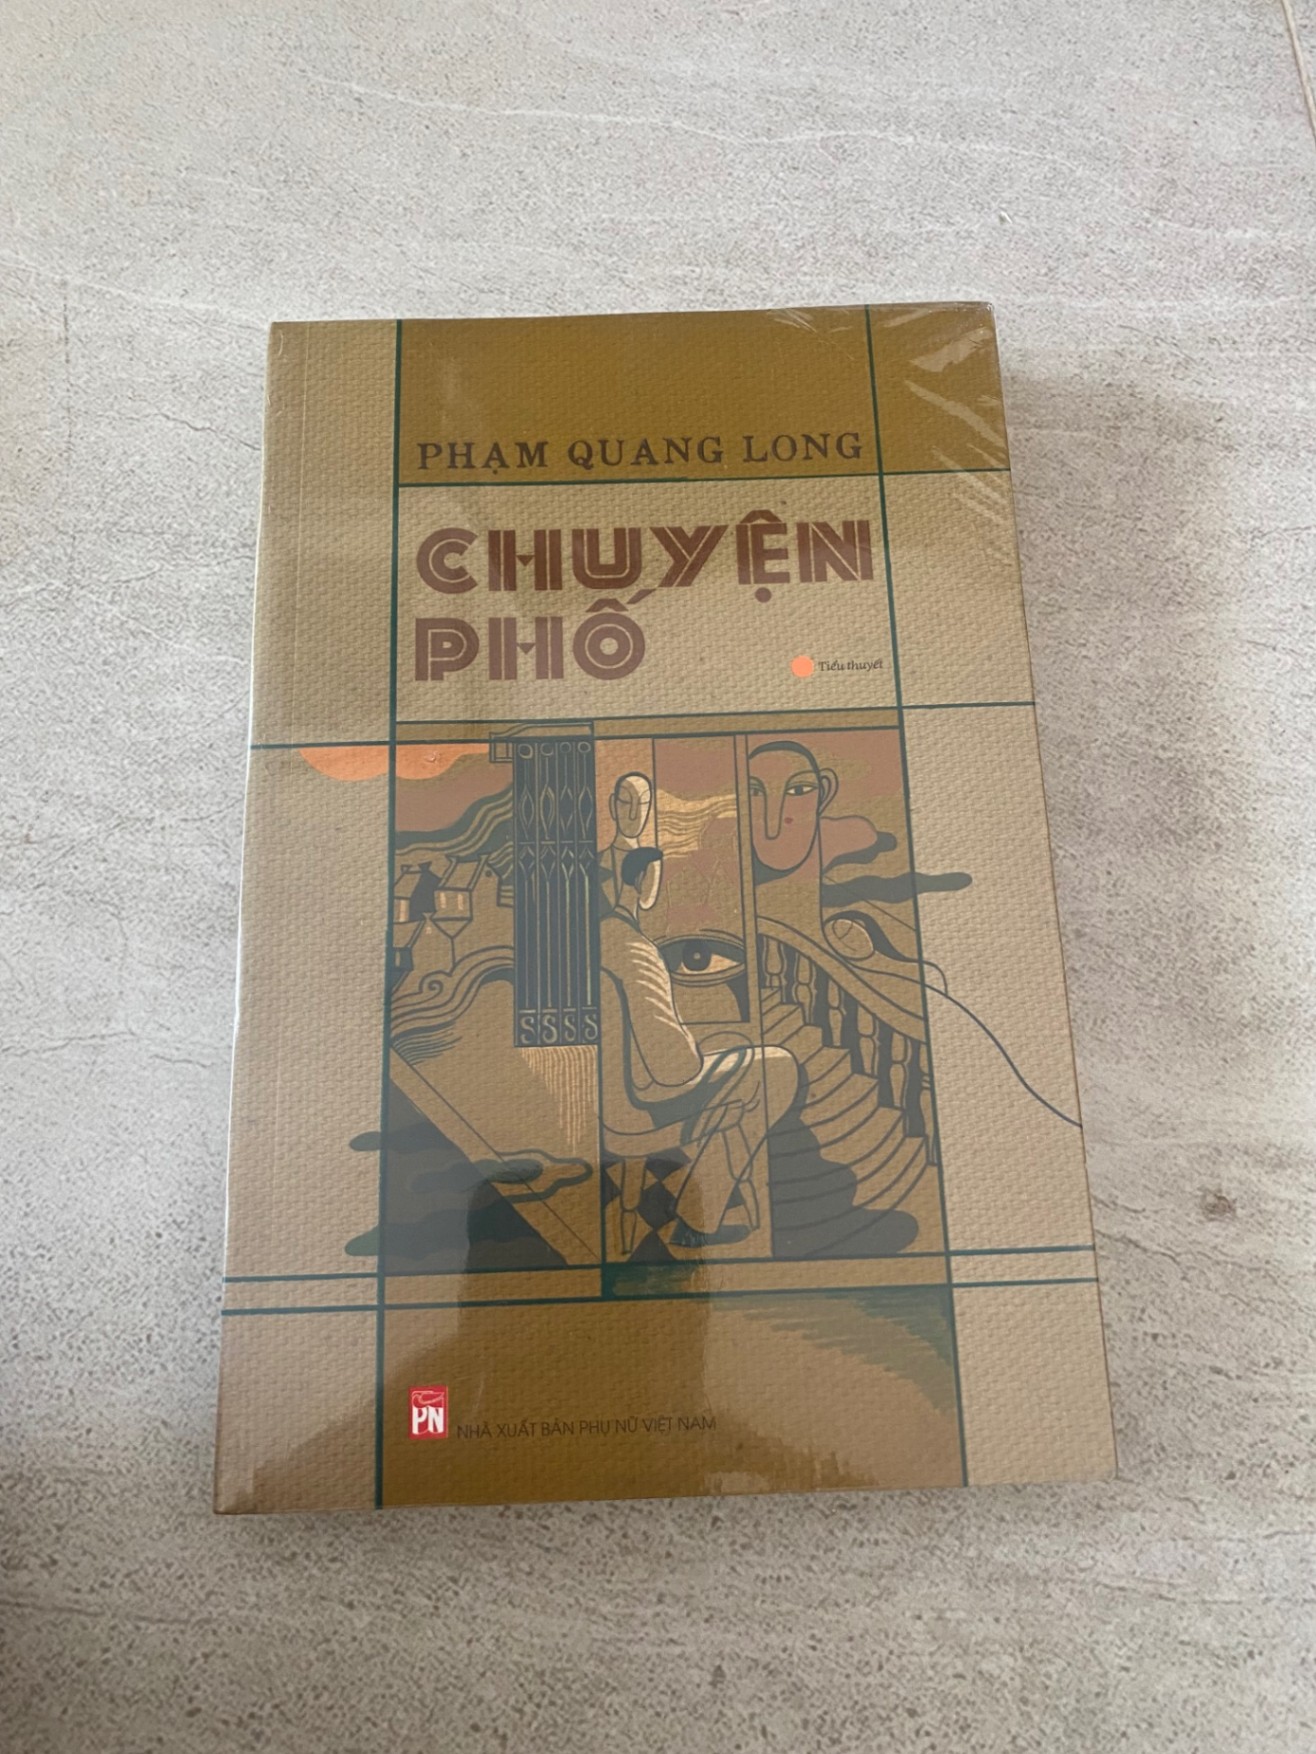 PHẠM QUANG LONG
CHUYỆN
PHỐ
Tiểu thuyết
PN
NHÀ XUẤT BẢN PHỤ NỮ VIỆT NAM